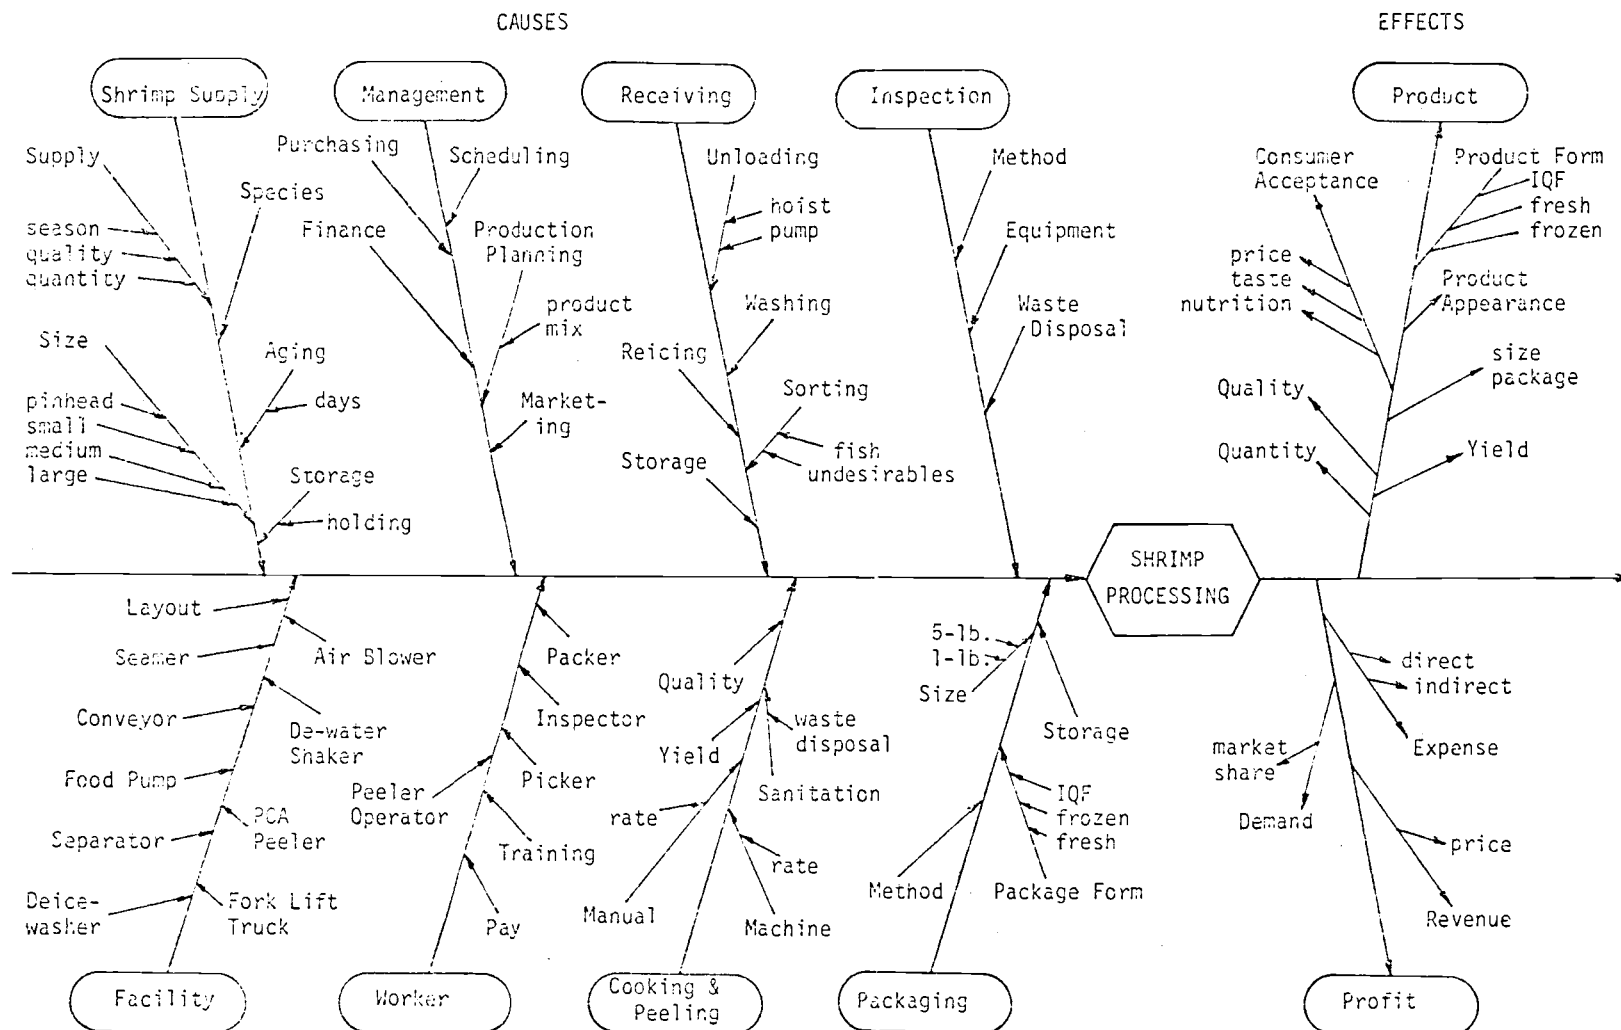 CAUSES
EFFECTS
Shrimp Supply
Management
Receiving
Inspection
Product
Supply
season
quality
quantity
Species
Size
pinhead
small
medium
large
Aging
days
Storage
holding
Purchasing
Scheduling
Finance
Production
Planning
product
mix
Market-
ing
Unloading
hoist
pump
Washing
Reicing
Sorting
fish
undesirables
Storage
Method
Equipment
Waste
Disposal
Consumer
Acceptance
price
taste
nutrition
Product Form
IQF
fresh
frozen
Product
Appearance
size
package
Quality
Quantity
Yield
SHRIMP
PROCESSING
Layout
Air Blower
Seamer
Conveyor
De-water
Shaker
Food Pump
PCA
Peeler
Separator
Deice-
washer
Fork Lift
Truck
Packer
Inspector
Picker
Peeler
Operator
Training
Pay
Quality
waste
disposal
Yield
Sanitation
rate
rate
Manual
Machine
5-lb.
1-lb.
Size
Storage
IQF
frozen
fresh
Method
Package Form
direct
indirect
Expense
market
share
Demand
price
Revenue
Facility
Worker
Cooking &
Peeling
Packaging
Profit